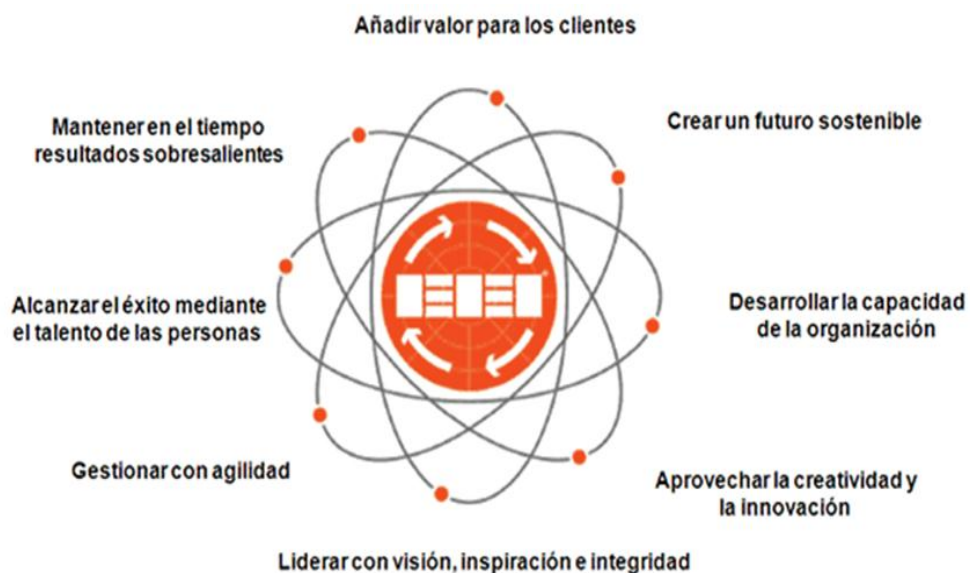 Añadir valor para los clientes
Crear un futuro sostenible
Desarrollar la capacidad
de la organización
Aprovechar la creatividad y
la innovación
Liderar con visión, inspiración e integridad
Gestionar con agilidad
Alcanzar el éxito mediante
el talento de las personas
Mantener en el tiempo
resultados sobresalientes